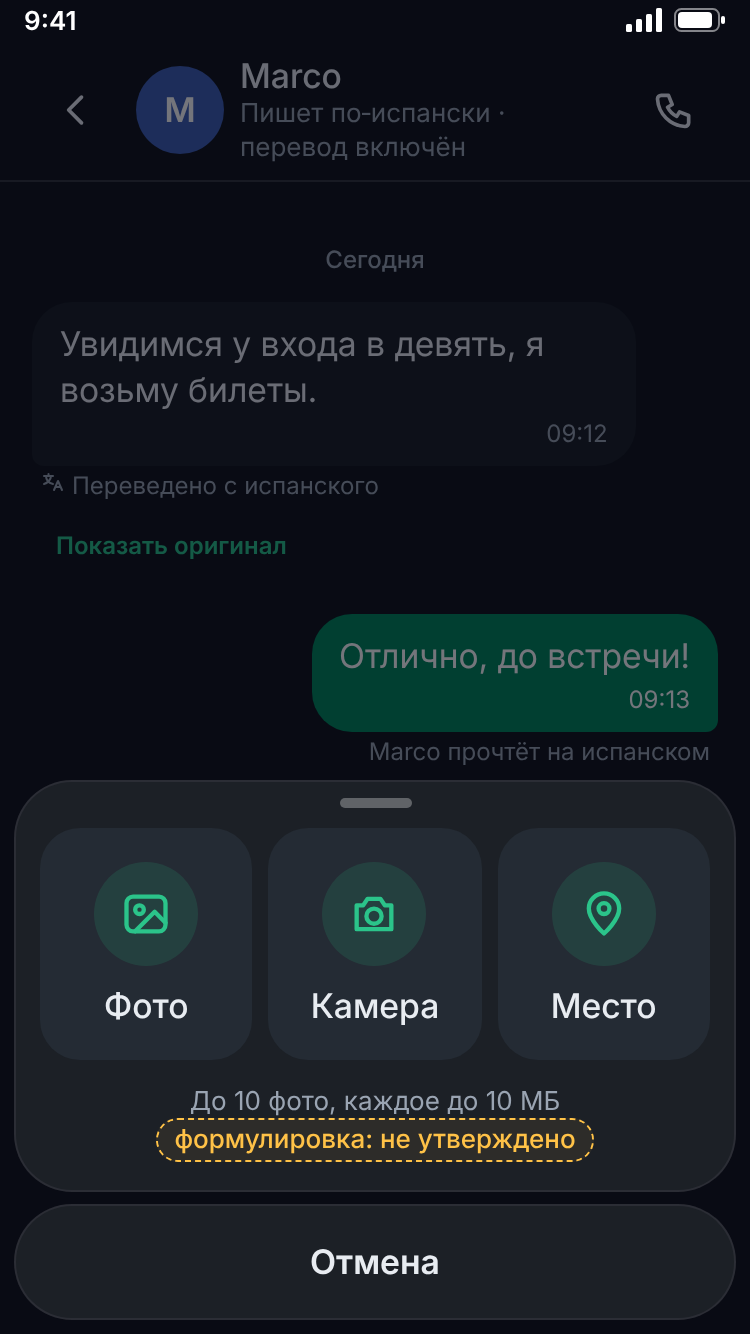 9:41
M
Marco
Пишет по-испански ·
перевод включён
Сегодня
Увидимся у входа в девять, я
возьму билеты.
09:12
Переведено с испанского
Показать оригинал
Отлично, до встречи!
09:13
Marco прочтёт на испанском
Фото
Камера
Место
До 10 фото, каждое до 10 МБ
формулировка: не утверждено
Отмена